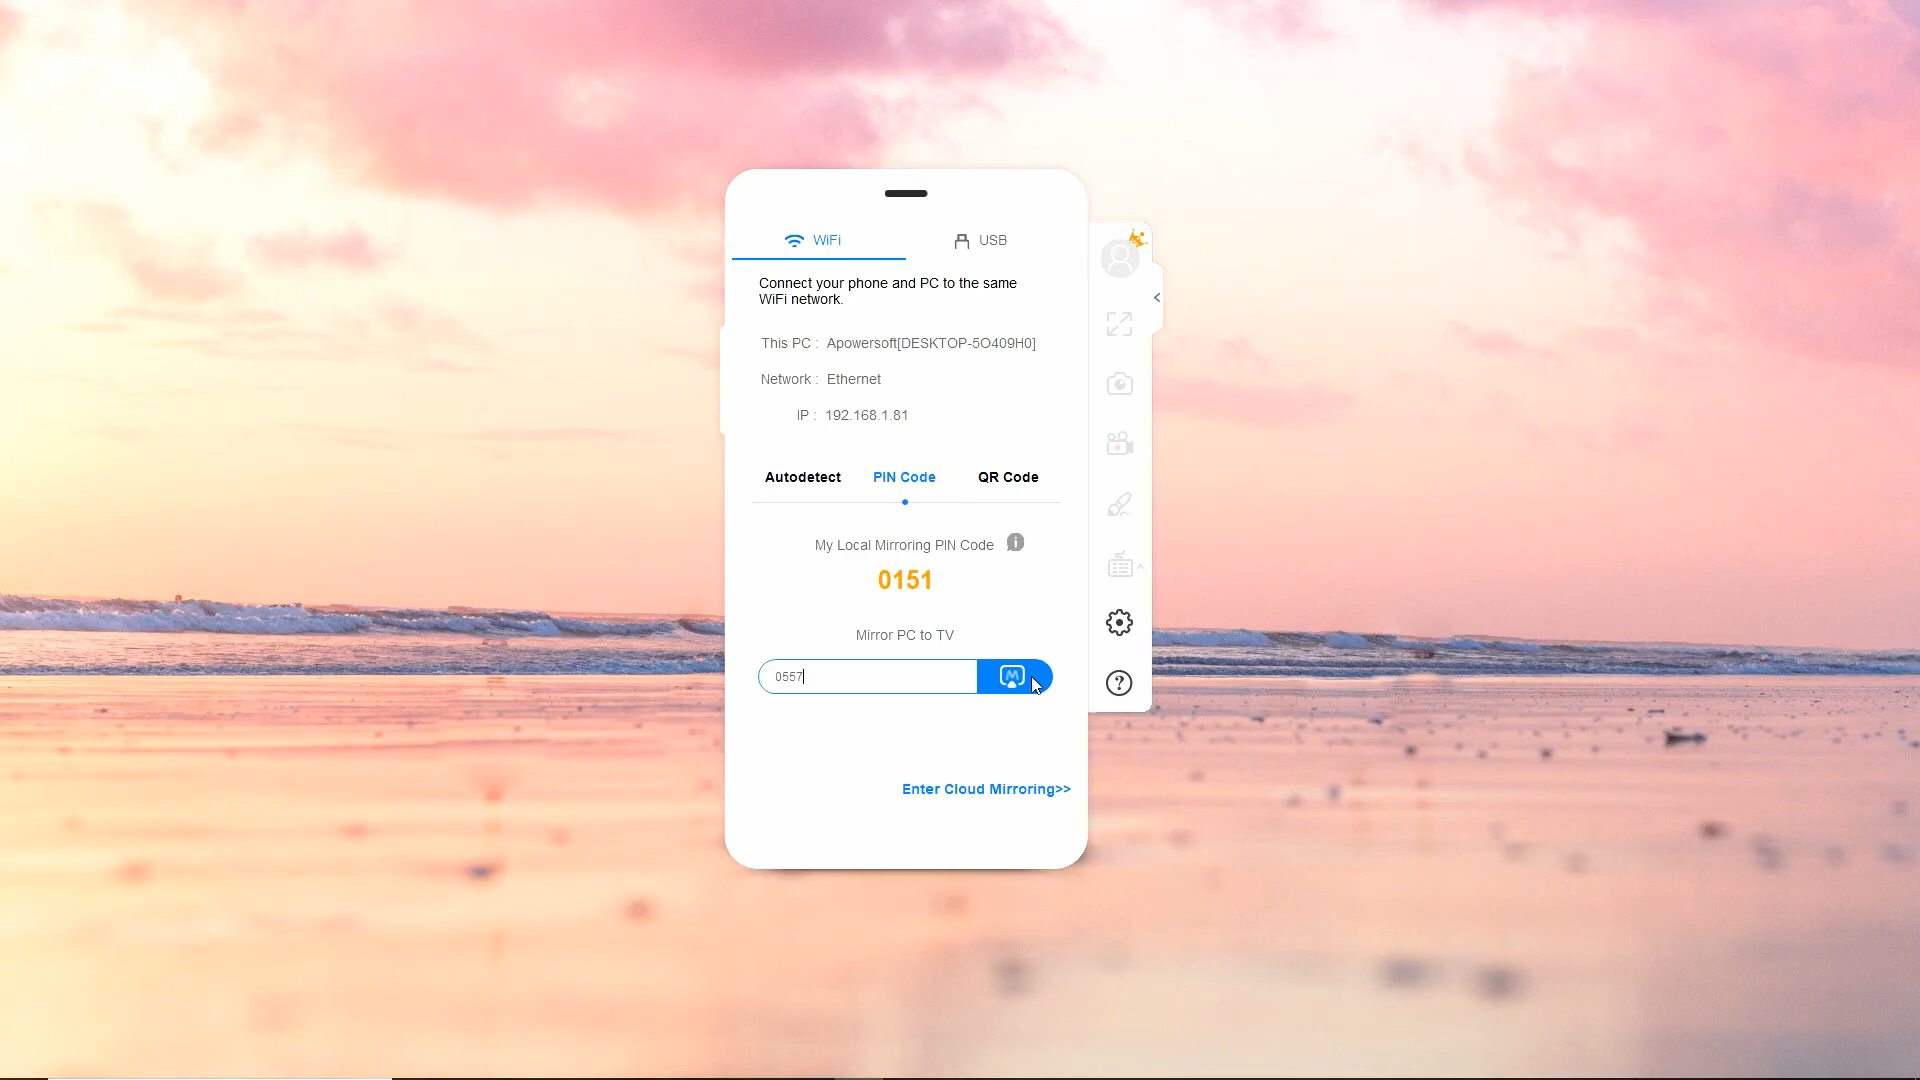 WiFi
USB
Connect your phone and PC to the same
WiFi network.
This PC : Apowersoft[DESKTOP-5O409H0]
Network : Ethernet
IP : 192.168.1.81
Autodetect
PIN Code
QR Code
My Local Mirroring PIN Code
0151
Mirror PC to TV
0557
M
Enter Cloud Mirroring>>